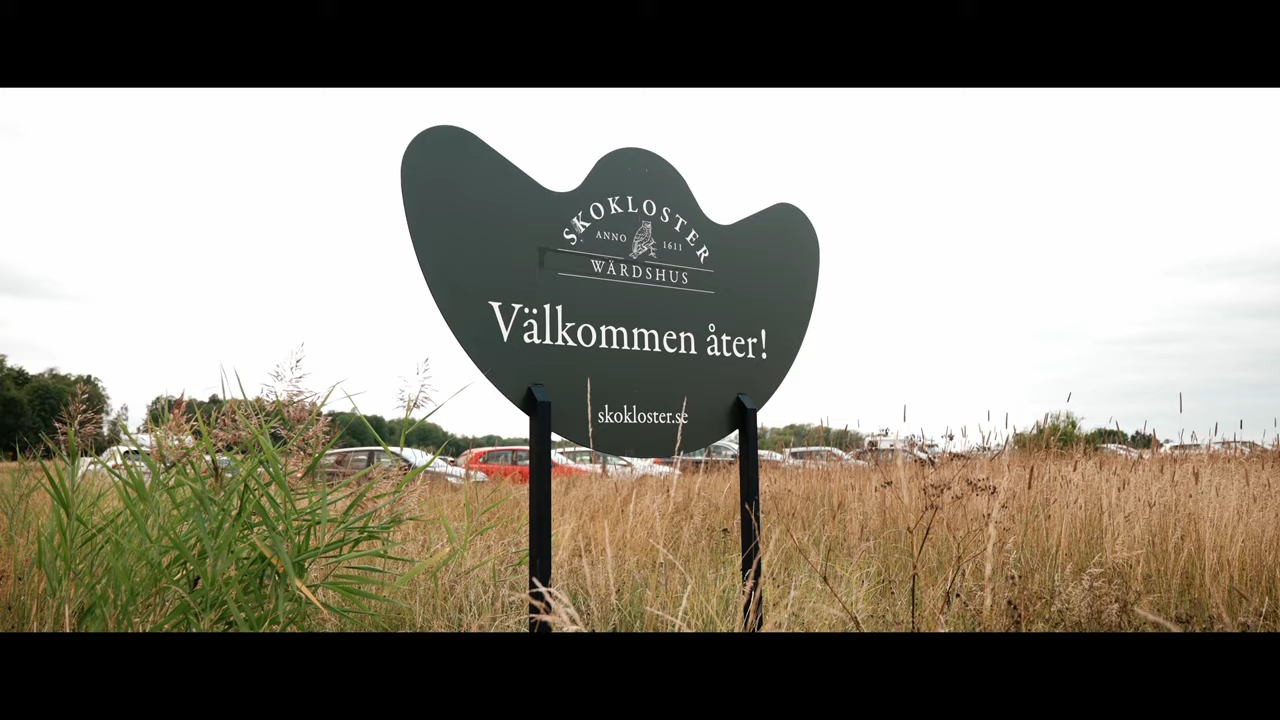 SKOKLOSTER
ANNO 1611
WÄRDSHUS
Välkommen åter!
skokloster.se